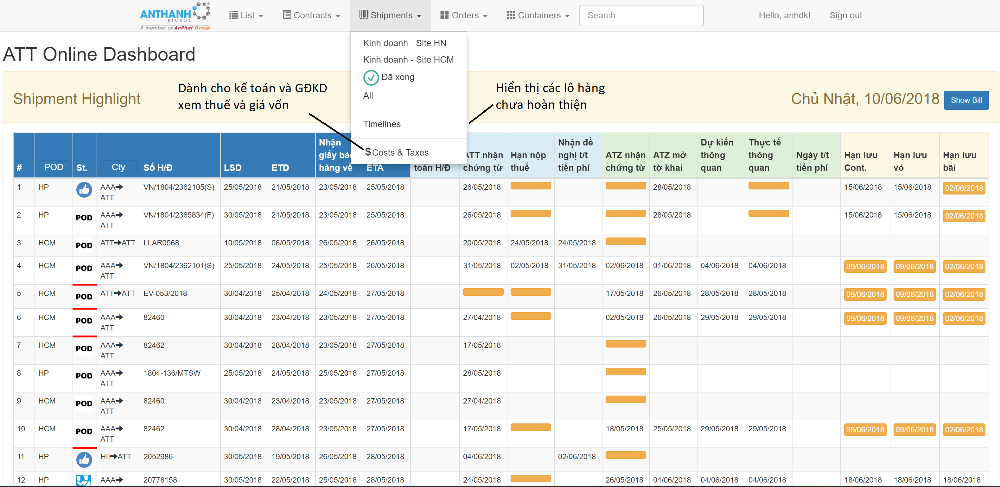 ANTHANH
BICSOL
A member of AnPhat Group
List
Contracts
Shipments
Orders
Containers
Search
Hello, anhdk!
Sign out
Kinh doanh - Site HN
Kinh doanh - Site HCM
Đã xong
All
Timelines
$Costs & Taxes
ATT Online Dashboard
Shipment Highlight
Dành cho kế toán và GĐKD
xem thuế và giá vốn
Hiển thị các lô hàng
chưa hoàn thiện
Chủ Nhật, 10/06/2018
Show Bill
#
POD
St.
Cty
Số H/Đ
LSD
ETD
Nhận
giấy báo
hàng về
ETA
toán H/Đ
ATT nhận
chứng từ
Hạn nộp
thuế
Nhận đề
nghị t/t
tiền phí
ATZ nhận
chứng từ
ATZ mở
tờ khai
Dự kiến
thông
quan
Thực tế
thông
quan
Ngày t/t
tiền phí
Hạn lưu
Cont.
Hạn lưu
vỏ
Hạn lưu
bãi
1 HP AAA➜ VN/1804/2362105(S) 25/05/2018 21/05/2018 23/05/2018 25/05/2018 26/05/2018 28/05/2018 15/06/2018 15/06/2018 02/06/2018
ATT
2 HP POD AAA➜ VN/1804/2365834(F) 30/05/2018 21/05/2018 23/05/2018 25/05/2018 26/05/2018 28/05/2018 15/06/2018 15/06/2018 02/06/2018
ATT
3 HCM POD ATT➜ATT LLAR0568 10/05/2018 06/05/2018 26/05/2018 26/05/2018 20/05/2018 24/05/2018 24/05/2018
4 HCM POD AAA➜ VN/1804/2362101(S) 25/05/2018 24/05/2018 25/05/2018 26/05/2018 31/05/2018 02/05/2018 31/05/2018 02/06/2018 01/06/2018 04/06/2018 04/06/2018 09/06/2018 09/06/2018 02/06/2018
ATT
5 HCM POD ATT➜ATT EV-053/2018 30/04/2018 25/04/2018 24/05/2018 27/05/2018 17/05/2018 26/05/2018 28/05/2018 28/05/2018 09/06/2018 09/06/2018 02/06/2018
6 HCM POD AAA➜ 82460 30/04/2018 23/04/2018 23/05/2018 27/05/2018 27/04/2018 02/05/2018 26/05/2018 29/05/2018 29/05/2018 09/06/2018 09/06/2018 02/06/2018
ATT
7 HCM POD AAA➜ 82462 30/04/2018 28/04/2018 23/05/2018 27/05/2018 17/05/2018
ATT
8 HP POD AAA➜ 1804-136/MTSW 25/05/2018 24/05/2018 25/05/2018 27/05/2018 28/05/2018
ATT
9 HCM POD AAA➜ 82460 30/04/2018 23/04/2018 23/05/2018 27/05/2018 27/04/2018
ATT
10 HCM POD AAA➜ 82462 30/04/2018 28/04/2018 23/05/2018 27/05/2018 17/05/2018 18/05/2018 25/05/2018 29/05/2018 29/05/2018 09/06/2018 09/06/2018 02/06/2018
ATT
11 HP HII➜ATT 2052986 30/05/2018 19/05/2018 26/05/2018 28/05/2018 04/06/2018 02/06/2018
12 HP AAA➜ 20778158 30/05/2018 22/05/2018 25/05/2018 28/05/2018 24/05/2018 26/05/2018 04/06/2018 04/06/2018 04/06/2018 18/06/2018 18/06/2018 18/06/2018